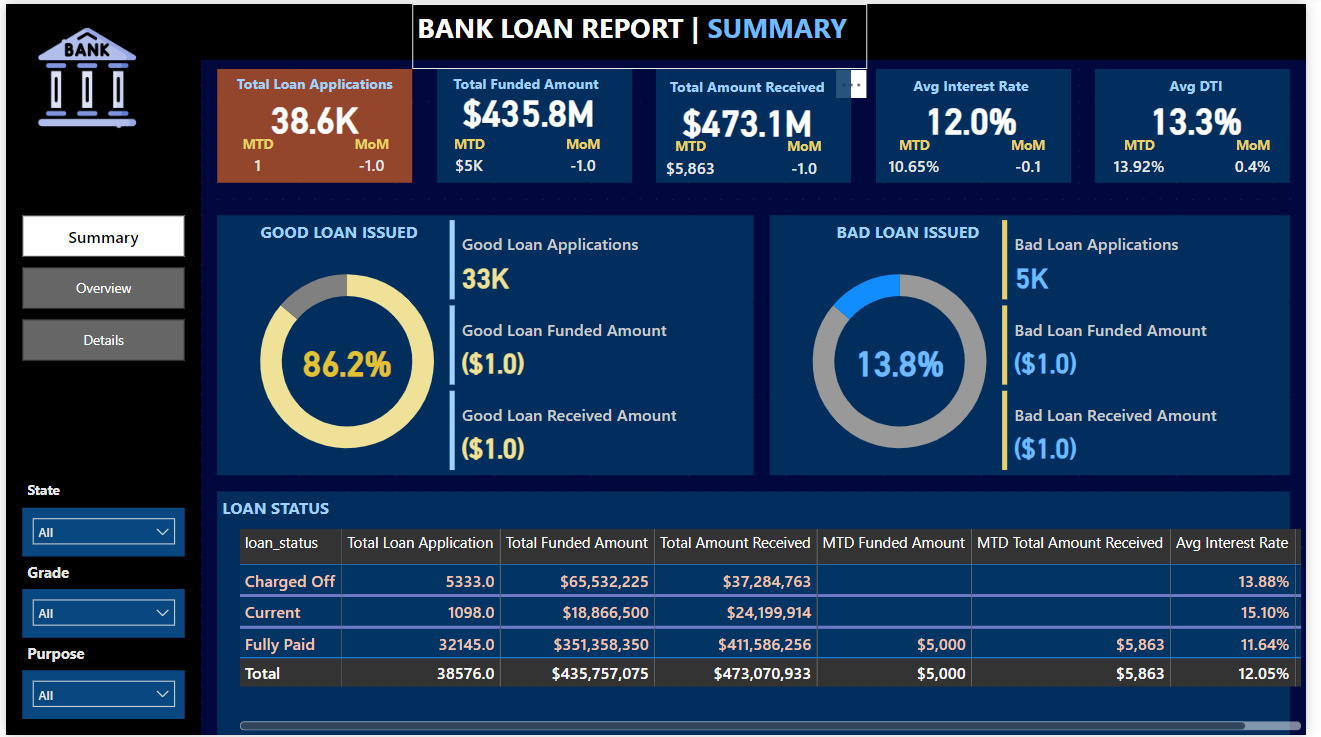 BANK LOAN REPORT | SUMMARY
BANK
Total Loan Applications
38.6K
MTD MoM
1 -1.0
Total Funded Amount
$435.8M
MTD MoM
$5K -1.0
Total Amount Received
$473.1M
MTD MoM
$5,863 -1.0
Avg Interest Rate
12.0%
MTD MoM
10.65% -0.1
Avg DTI
13.3%
MTD MoM
13.92% 0.4%
Summary
Overview
Details
GOOD LOAN ISSUED
86.2%
Good Loan Applications
33K
Good Loan Funded Amount
($1.0)
Good Loan Received Amount
($1.0)
BAD LOAN ISSUED
13.8%
Bad Loan Applications
5K
Bad Loan Funded Amount
($1.0)
Bad Loan Received Amount
($1.0)
State
All
Grade
All
Purpose
All
LOAN STATUS
loan_status Total Loan Application Total Funded Amount Total Amount Received MTD Funded Amount MTD Total Amount Received Avg Interest Rate
Charged Off 5333.0 $65,532,225 $37,284,763 13.88%
Current 1098.0 $18,866,500 $24,199,914 15.10%
Fully Paid 32145.0 $351,358,350 $411,586,256 $5,000 $5,863 11.64%
Total 38576.0 $435,757,075 $473,070,933 $5,000 $5,863 12.05%